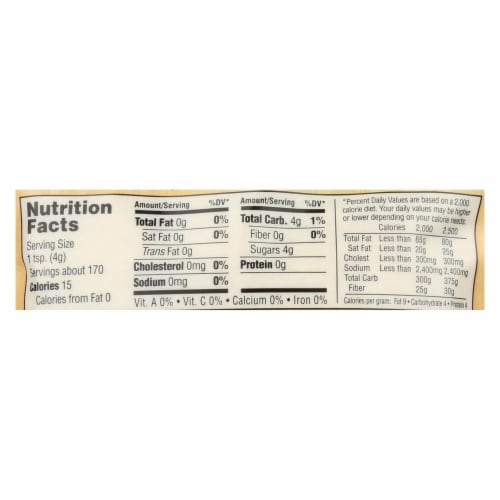 Nutrition
Facts
Serving Size
1 tsp. (4g)
Servings about 170
Calories 15
Calories from Fat 0
Amount/Serving %DV*
Total Fat 0g 0%
Sat Fat 0g 0%
Trans Fat 0g
Cholesterol 0mg 0%
Sodium 0mg 0%
Amount/Serving %DV*
Total Carb. 4g 1%
Fiber 0g 0%
Sugars 4g
Protein 0g
Vit. A 0% • Vit. C 0% • Calcium 0% • Iron 0%
*Percent Daily Values are based on a 2,000
calorie diet. Your daily values may be higher
or lower depending on your calorie needs:
Calories 2,000 2,500
Total Fat Less than 65g 80g
Sat Fat Less than 20g 25g
Cholest Less than 300mg 300mg
Sodium Less than 2,400mg 2,400mg
Total Carb 300g 375g
Fiber 25g 30g
Calories per gram: Fat 9 • Carbohydrate 4 • Protein 4